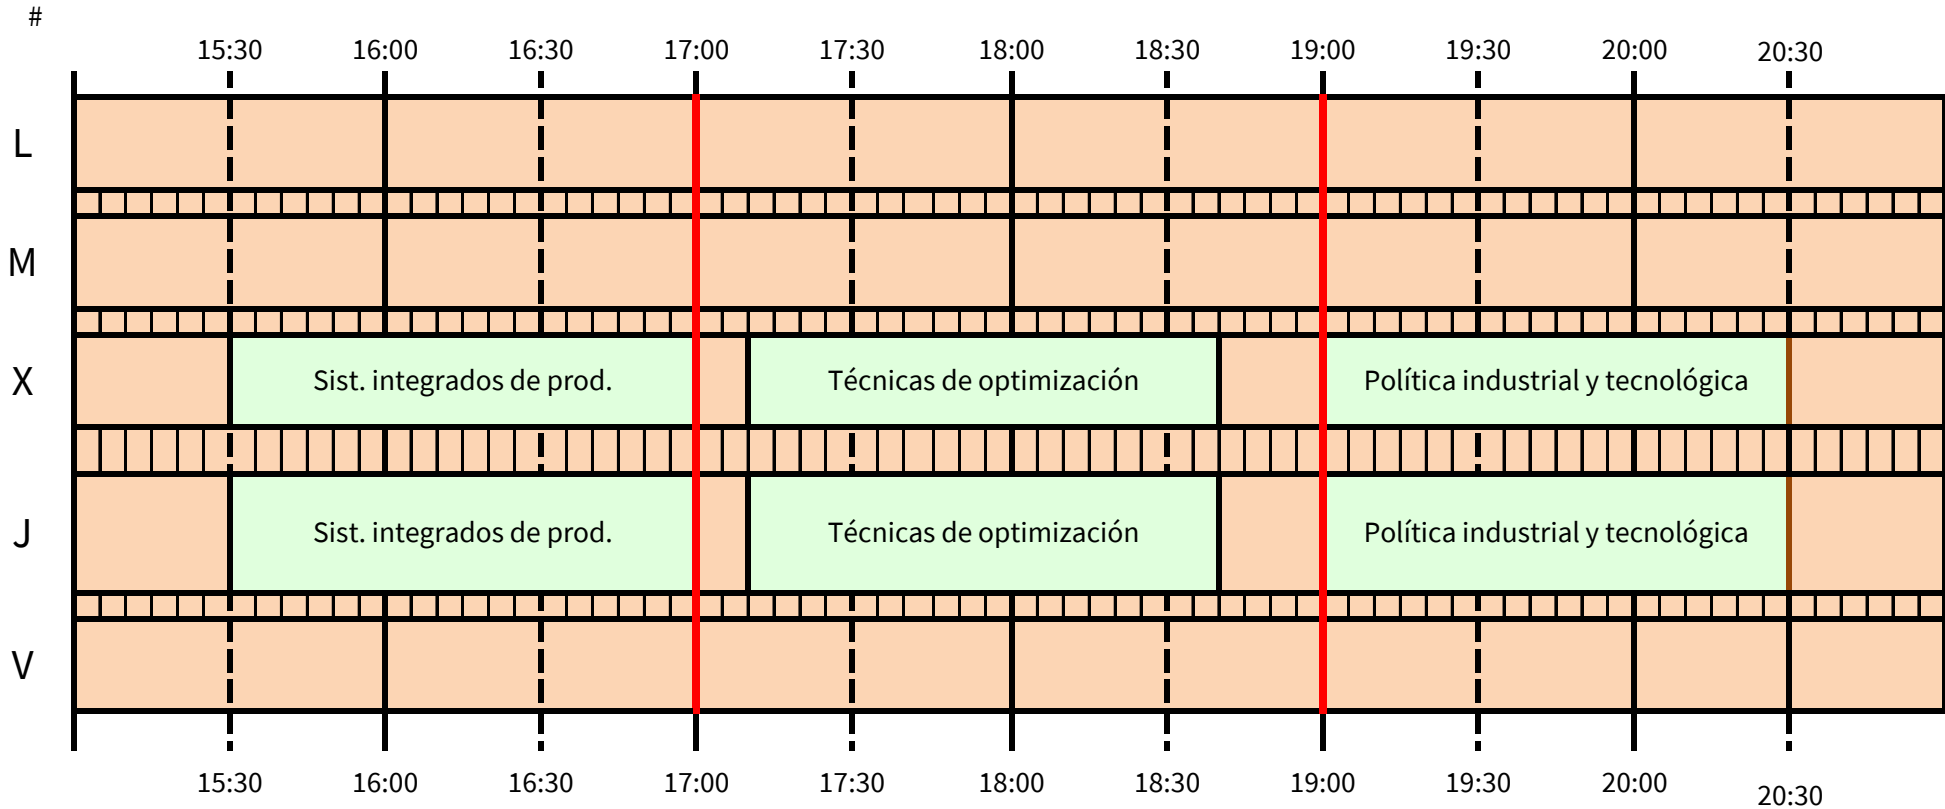 #
15:30 16:00 16:30 17:00 17:30 18:00 18:30 19:00 19:30 20:00 20:30
L
M
X Sist. integrados de prod. Técnicas de optimización Política industrial y tecnológica
J Sist. integrados de prod. Técnicas de optimización Política industrial y tecnológica
V
15:30 16:00 16:30 17:00 17:30 18:00 18:30 19:00 19:30 20:00 20:30